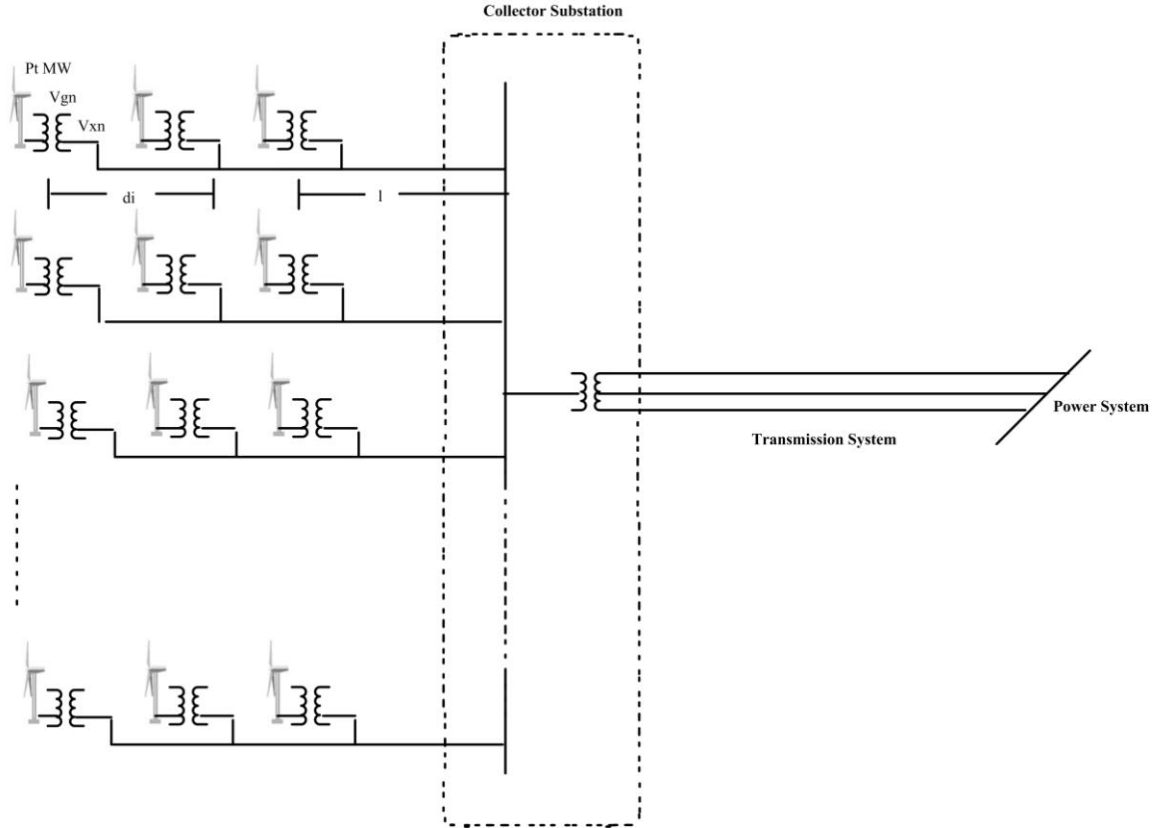 Collector Substation
Pt MW
Vgn
Vxn
di
l
Power System
Transmission System